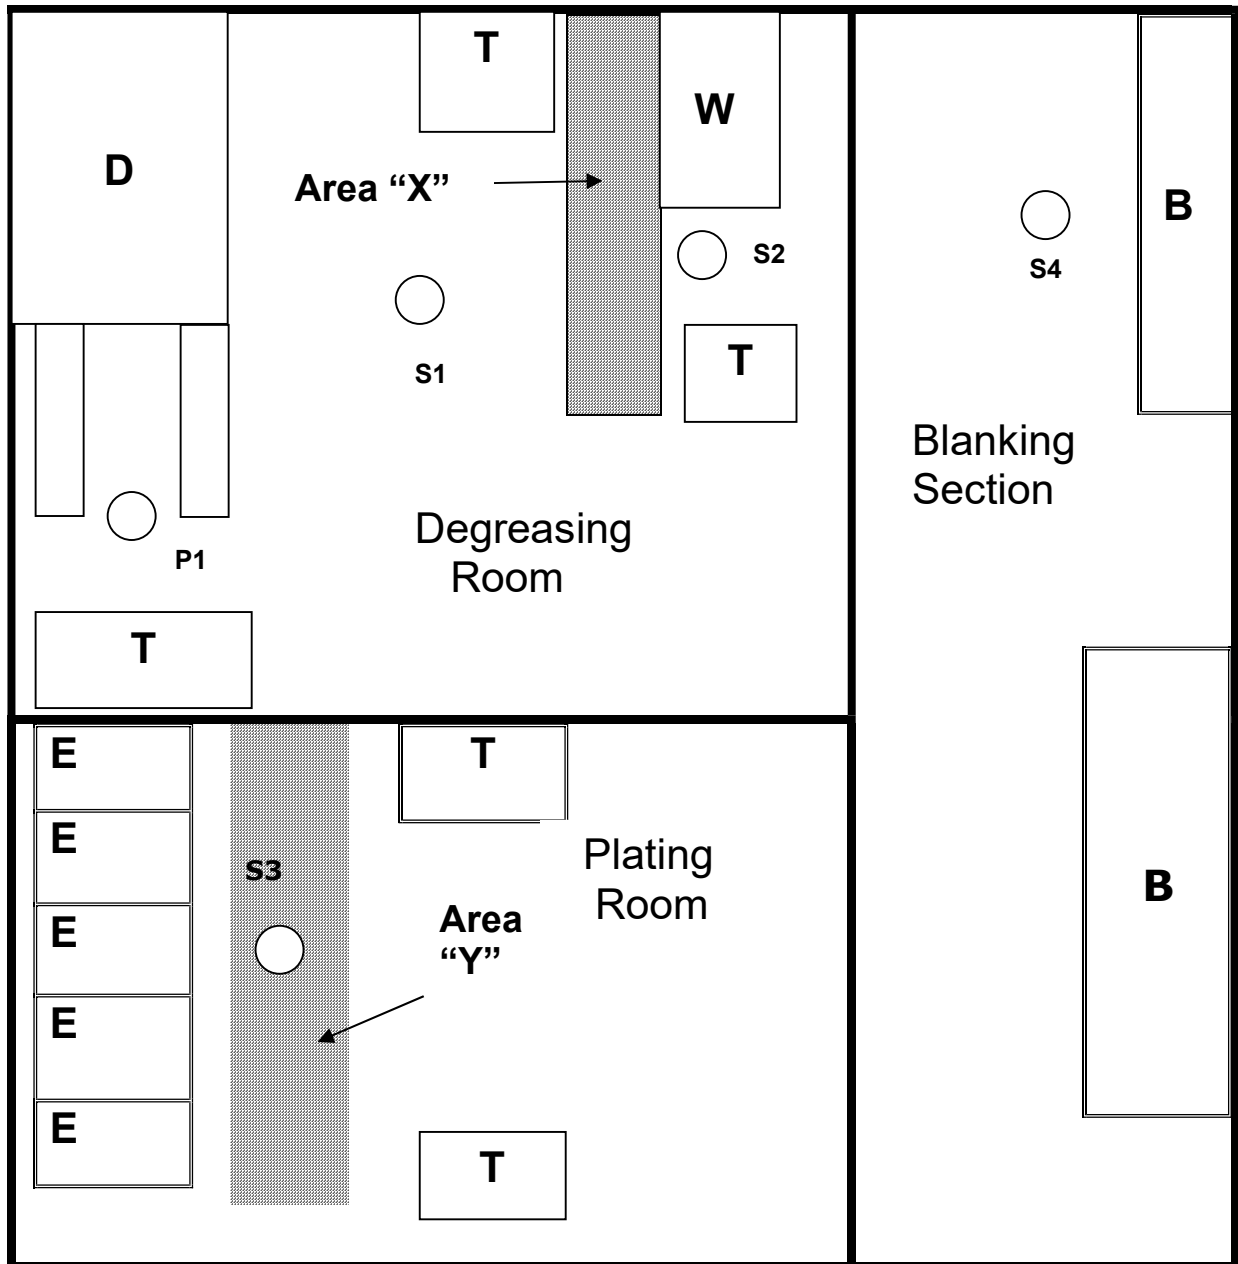 T
W
D
Area “X”
B
S2
S4
S1
T
Blanking
Section
Degreasing
Room
P1
T
E
T
E
Plating
Room
S3
B
E
Area
“Y”
E
E
T